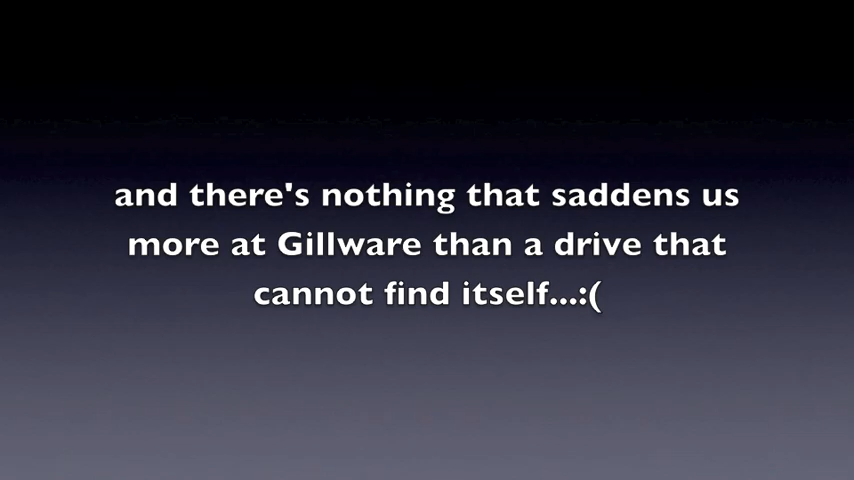 and there's nothing that saddens us
more at Gillware than a drive that
cannot find itself...:(